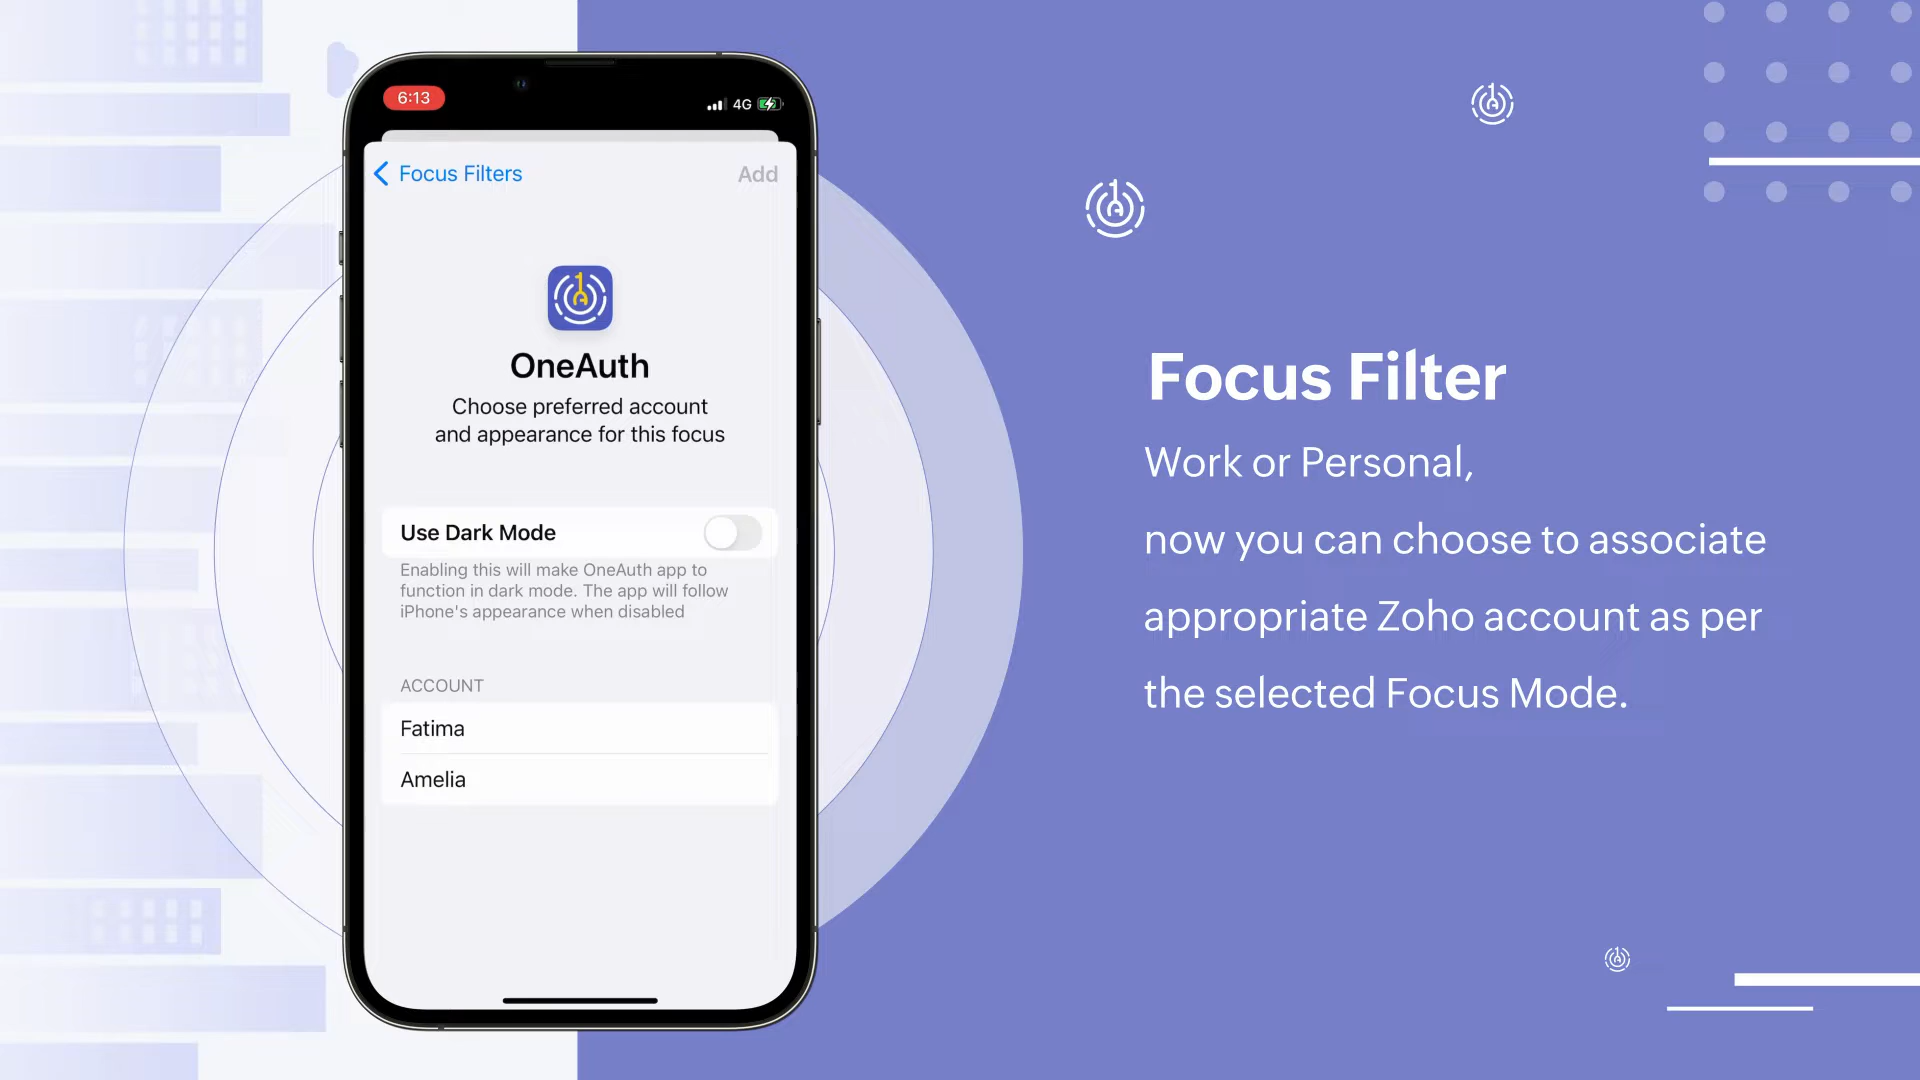 6:13
4G
Focus Filters
Add
OneAuth
Choose preferred account
and appearance for this focus
Use Dark Mode
Enabling this will make OneAuth app to
function in dark mode. The app will follow
iPhone's appearance when disabled
ACCOUNT
Fatima
Amelia
Focus Filter
Work or Personal,
now you can choose to associate
appropriate Zoho account as per
the selected Focus Mode.